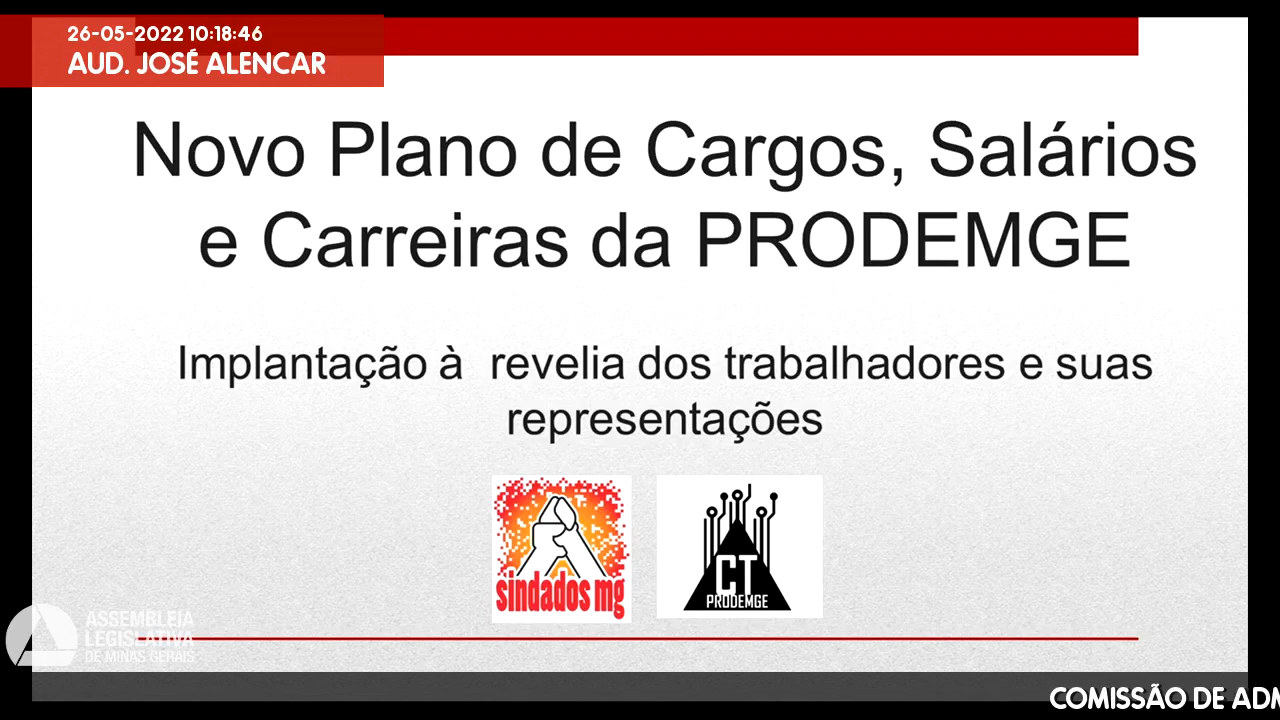 26-05-2022 10:18:46
AUD. JOSÉ ALENCAR
Novo Plano de Cargos, Salários
e Carreiras da PRODEMGE
Implantação à revelia dos trabalhadores e suas
representações
sindados mg
CT
PRODEMGE
ASSEMBLEIA
LEGISLATIVA
DE MINAS GERAIS
COMISSÃO DE ADM